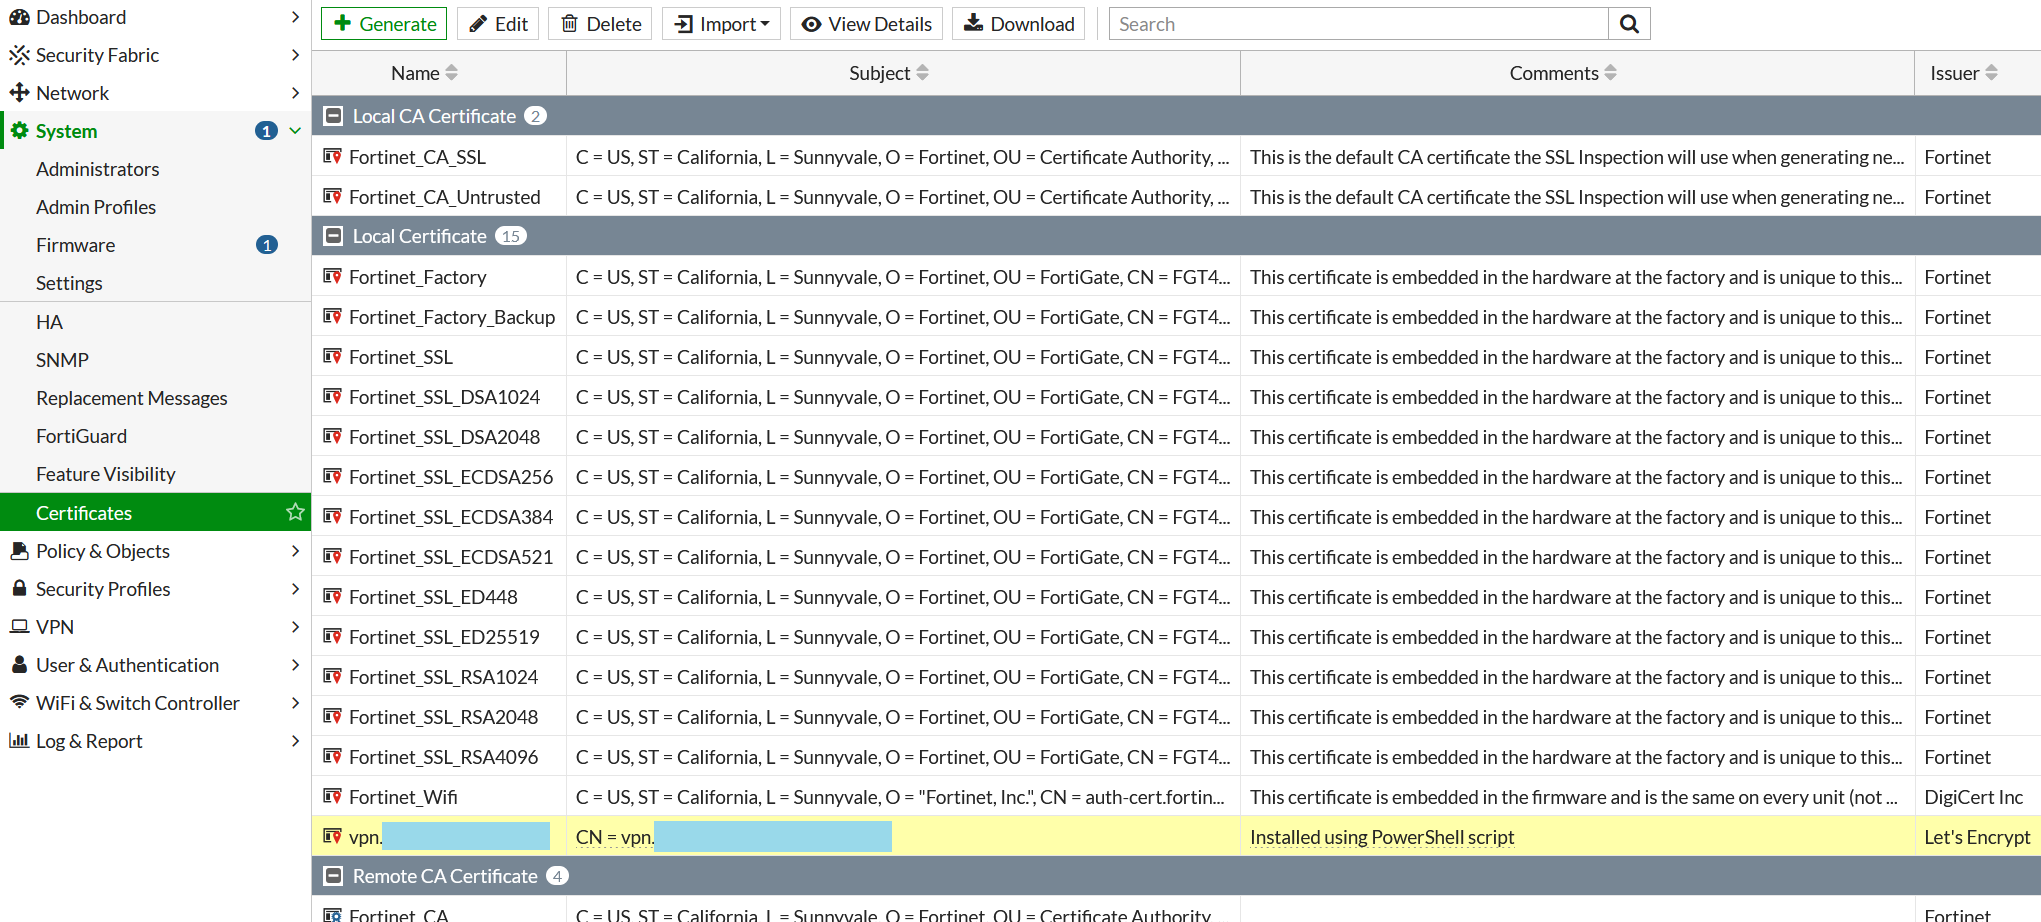 Dashboard
Security Fabric
Network
System 1
Administrators
Admin Profiles
Firmware 1
Settings
HA
SNMP
Replacement Messages
FortiGuard
Feature Visibility
Certificates
Policy & Objects
Security Profiles
VPN
User & Authentication
WiFi & Switch Controller
Log & Report
Generate Edit Delete Import View Details Download Search
Name Subject Comments Issuer
Local CA Certificate 2
Fortinet_CA_SSL C = US, ST = California, L = Sunnyvale, O = Fortinet, OU = Certificate Authority, ... This is the default CA certificate the SSL Inspection will use when generating ne... Fortinet
Fortinet_CA_Untrusted C = US, ST = California, L = Sunnyvale, O = Fortinet, OU = Certificate Authority, ... This is the default CA certificate the SSL Inspection will use when generating ne... Fortinet
Local Certificate 15
Fortinet_Factory C = US, ST = California, L = Sunnyvale, O = Fortinet, OU = FortiGate, CN = FGT4... This certificate is embedded in the hardware at the factory and is unique to this... Fortinet
Fortinet_Factory_Backup C = US, ST = California, L = Sunnyvale, O = Fortinet, OU = FortiGate, CN = FGT4... This certificate is embedded in the hardware at the factory and is unique to this... Fortinet
Fortinet_SSL C = US, ST = California, L = Sunnyvale, O = Fortinet, OU = FortiGate, CN = FGT4... This certificate is embedded in the hardware at the factory and is unique to this... Fortinet
Fortinet_SSL_DSA1024 C = US, ST = California, L = Sunnyvale, O = Fortinet, OU = FortiGate, CN = FGT4... This certificate is embedded in the hardware at the factory and is unique to this... Fortinet
Fortinet_SSL_DSA2048 C = US, ST = California, L = Sunnyvale, O = Fortinet, OU = FortiGate, CN = FGT4... This certificate is embedded in the hardware at the factory and is unique to this... Fortinet
Fortinet_SSL_ECDSA256 C = US, ST = California, L = Sunnyvale, O = Fortinet, OU = FortiGate, CN = FGT4... This certificate is embedded in the hardware at the factory and is unique to this... Fortinet
Fortinet_SSL_ECDSA384 C = US, ST = California, L = Sunnyvale, O = Fortinet, OU = FortiGate, CN = FGT4... This certificate is embedded in the hardware at the factory and is unique to this... Fortinet
Fortinet_SSL_ECDSA521 C = US, ST = California, L = Sunnyvale, O = Fortinet, OU = FortiGate, CN = FGT4... This certificate is embedded in the hardware at the factory and is unique to this... Fortinet
Fortinet_SSL_ED448 C = US, ST = California, L = Sunnyvale, O = Fortinet, OU = FortiGate, CN = FGT4... This certificate is embedded in the hardware at the factory and is unique to this... Fortinet
Fortinet_SSL_ED25519 C = US, ST = California, L = Sunnyvale, O = Fortinet, OU = FortiGate, CN = FGT4... This certificate is embedded in the hardware at the factory and is unique to this... Fortinet
Fortinet_SSL_RSA1024 C = US, ST = California, L = Sunnyvale, O = Fortinet, OU = FortiGate, CN = FGT4... This certificate is embedded in the hardware at the factory and is unique to this... Fortinet
Fortinet_SSL_RSA2048 C = US, ST = California, L = Sunnyvale, O = Fortinet, OU = FortiGate, CN = FGT4... This certificate is embedded in the hardware at the factory and is unique to this... Fortinet
Fortinet_SSL_RSA4096 C = US, ST = California, L = Sunnyvale, O = Fortinet, OU = FortiGate, CN = FGT4... This certificate is embedded in the hardware at the factory and is unique to this... Fortinet
Fortinet_Wifi C = US, ST = California, L = Sunnyvale, O = "Fortinet, Inc.", CN = auth-cert.fortin... This certificate is embedded in the firmware and is the same on every unit (not ... DigiCert Inc
vpn. CN = vpn. Installed using PowerShell script Let's Encrypt
Remote CA Certificate 4
Fortinet_CA C = US, ST = California, L = Sunnyvale, O = Fortinet, OU = Certificate Authority, ... Fortinet